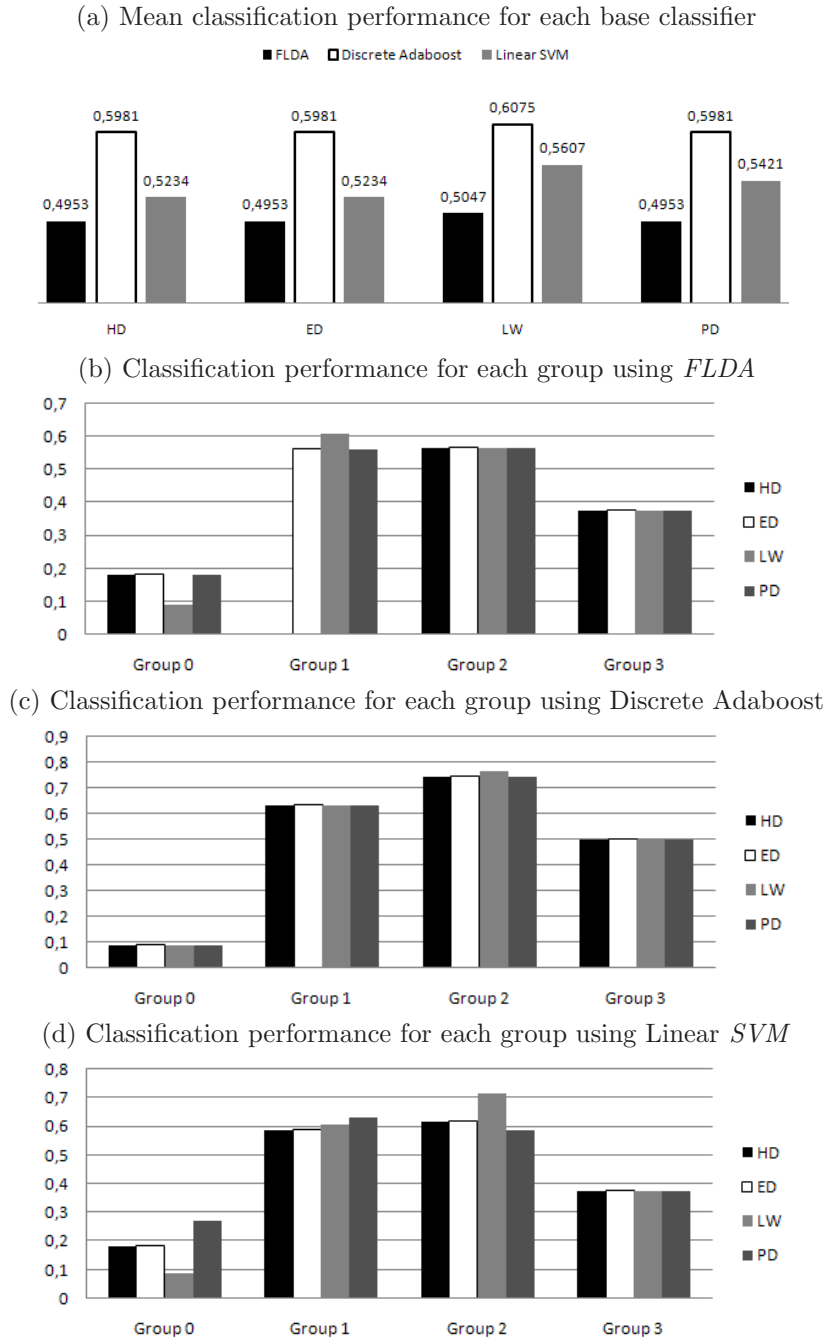 (a) Mean classification performance for each base classifier
FLDA Discrete Adaboost Linear SVM
0,5981 0,5981 0,6075 0,5981
0,5607
0,5234 0,5234 0,5421
0,4953 0,4953 0,5047 0,4953
HD ED LW PD
(b) Classification performance for each group using FLDA
0,7
0,6
0,5
0,4
0,3
0,2
0,1
0
HD
ED
LW
PD
Group 0 Group 1 Group 2 Group 3
(c) Classification performance for each group using Discrete Adaboost
0,9
0,8
0,7
0,6
0,5
0,4
0,3
0,2
0,1
0
HD
ED
LW
PD
Group 0 Group 1 Group 2 Group 3
(d) Classification performance for each group using Linear SVM
0,8
0,7
0,6
0,5
0,4
0,3
0,2
0,1
0
HD
ED
LW
PD
Group 0 Group 1 Group 2 Group 3